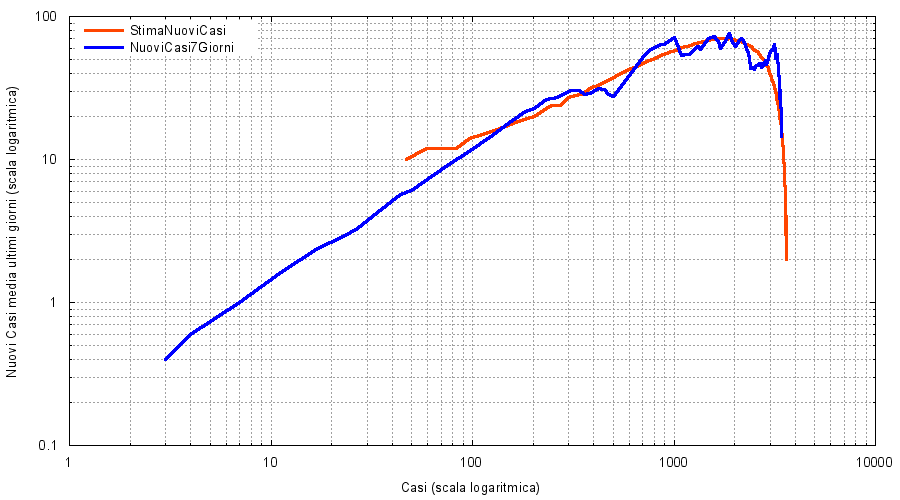 StimaNuoviCasi
NuoviCasi7Giorni
Nuovi Casi media ultimi giorni (scala logaritmica)
100
10
1
0.1
1
10
100
1000
10000
Casi (scala logaritmica)